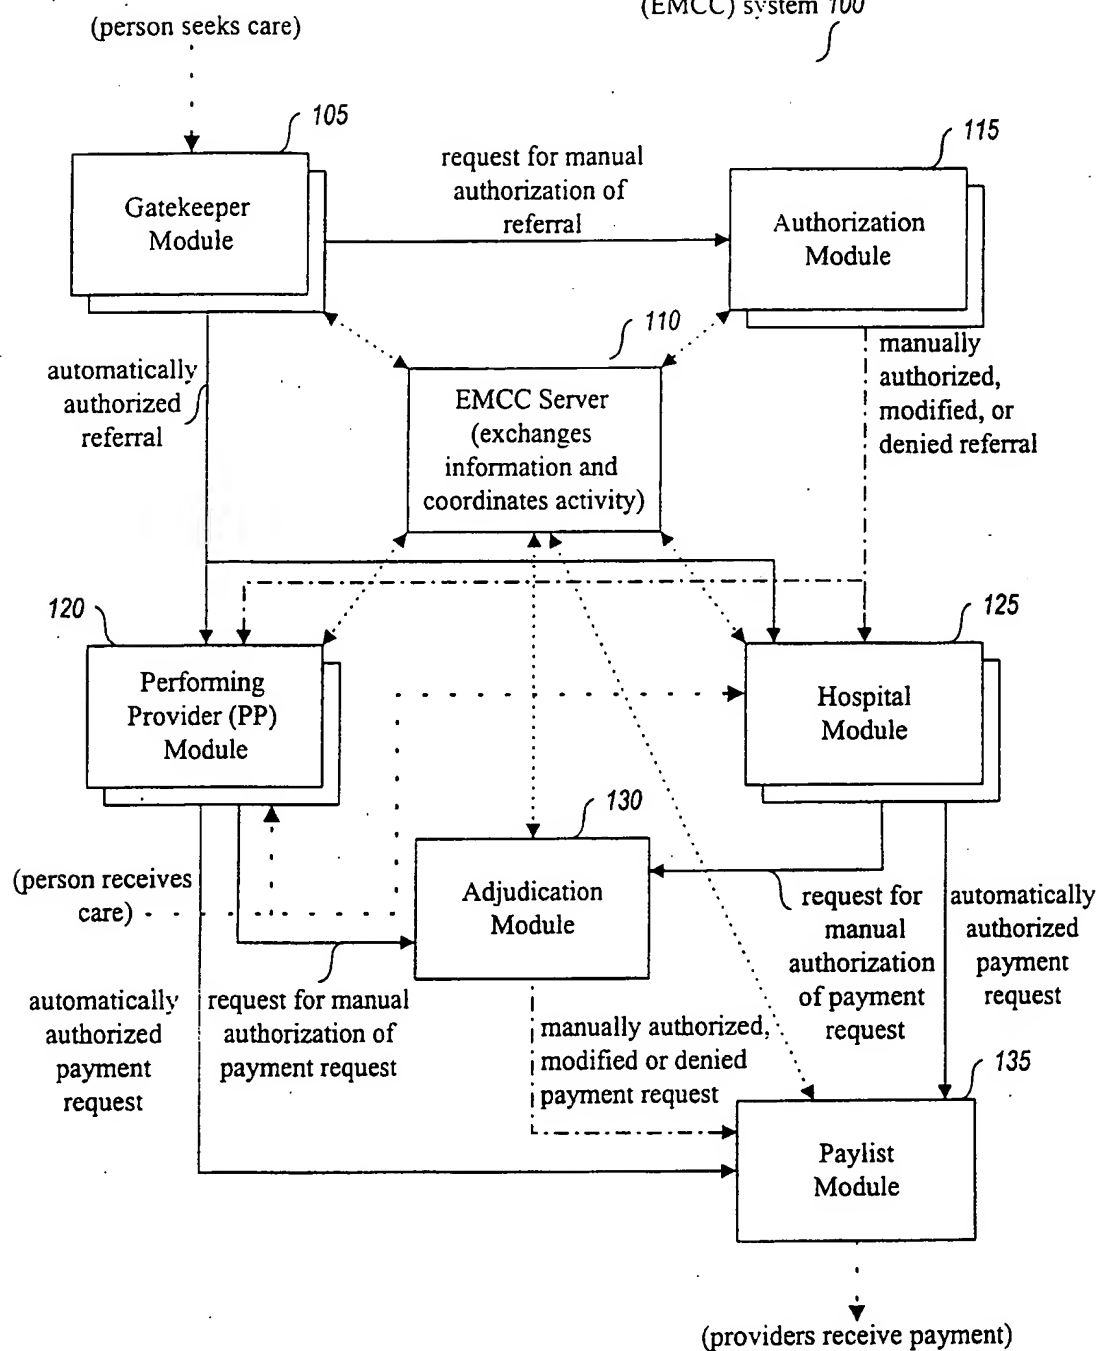 (EMCC) system 100
(person seeks care)
105
115
request for manual
authorization of
referral
Gatekeeper
Module
Authorization
Module
110
automatically
authorized
referral
EMCC Server
(exchanges
information and
coordinates activity)
manually
authorized,
modified, or
denied referral
120
125
Performing
Provider (PP)
Module
Hospital
Module
130
(person receives
care)
Adjudication
Module
request for
manual
authorization
of payment
request
automatically
authorized
payment
request
automatically
authorized
payment
request
request for manual
authorization of
payment request
manually authorized,
modified or denied
payment request
135
Paylist
Module
(providers receive payment)